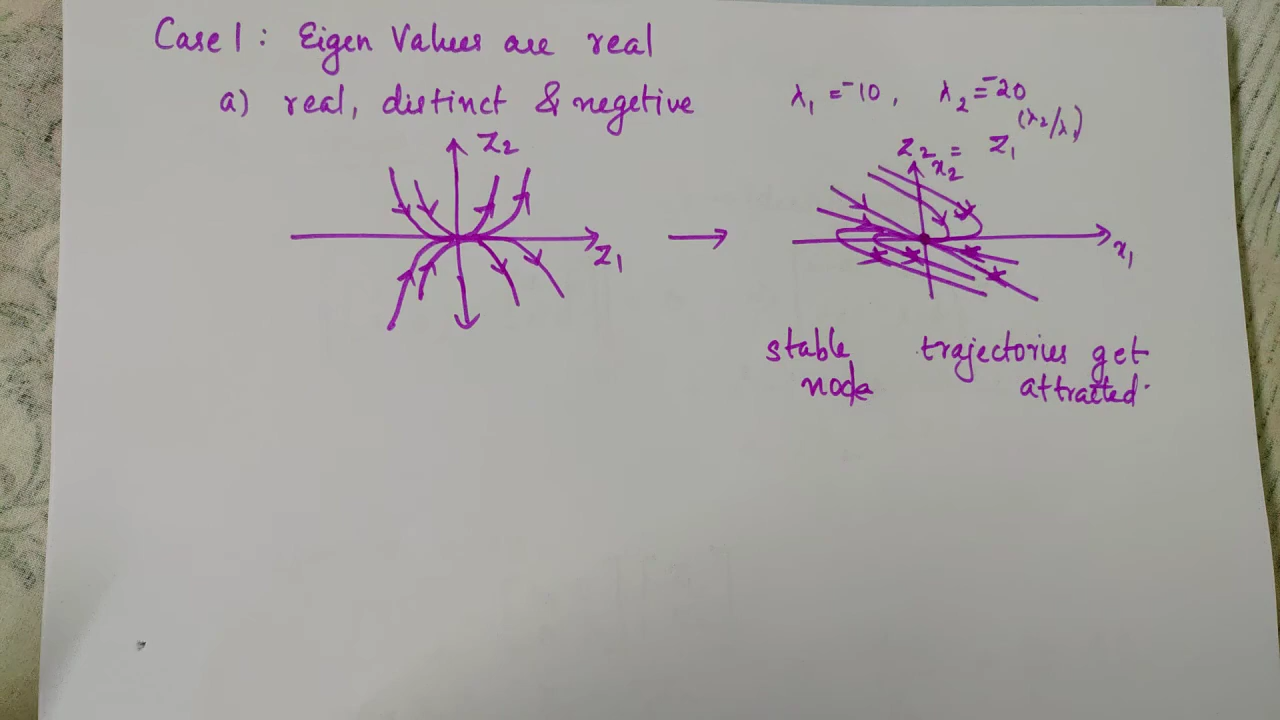 Case 1 : Eigen Values are real
a) real, distinct & negetive
λ₁ = -10, λ₂ = -20
z₂ = z₁^(λ₂/λ₁)
z₂
z₁
x₂
x₁
stable node
trajectories get attracted.